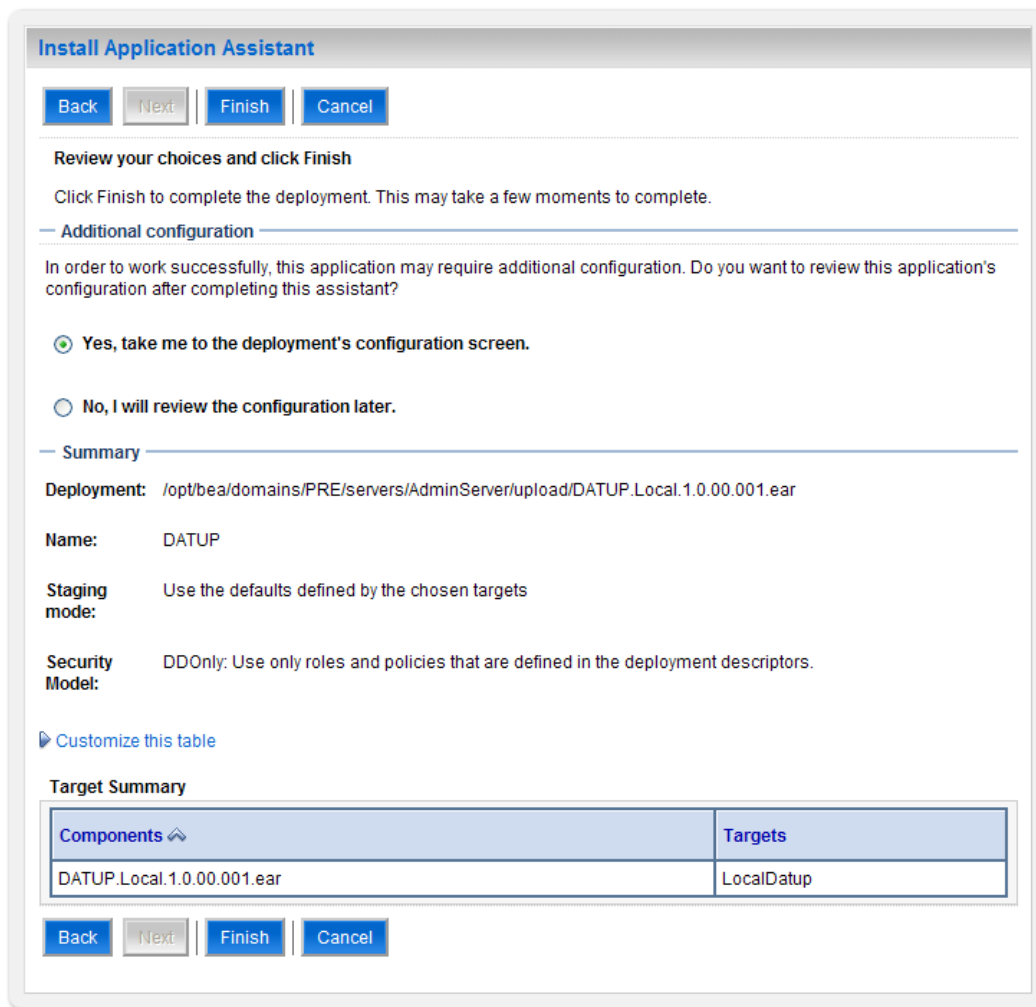 Install Application Assistant
Back Next Finish Cancel
Review your choices and click Finish
Click Finish to complete the deployment. This may take a few moments to complete.
Additional configuration
In order to work successfully, this application may require additional configuration. Do you want to review this application's
configuration after completing this assistant?
Yes, take me to the deployment's configuration screen.
No, I will review the configuration later.
Summary
Deployment: /opt/bea/domains/PRE/servers/AdminServer/upload/DATUP.Local.1.0.00.001.ear
Name: DATUP
Staging Use the defaults defined by the chosen targets
mode:
Security DDOnly: Use only roles and policies that are defined in the deployment descriptors.
Model:
Customize this table
Target Summary
Components Targets
DATUP.Local.1.0.00.001.ear LocalDatup
Back Next Finish Cancel